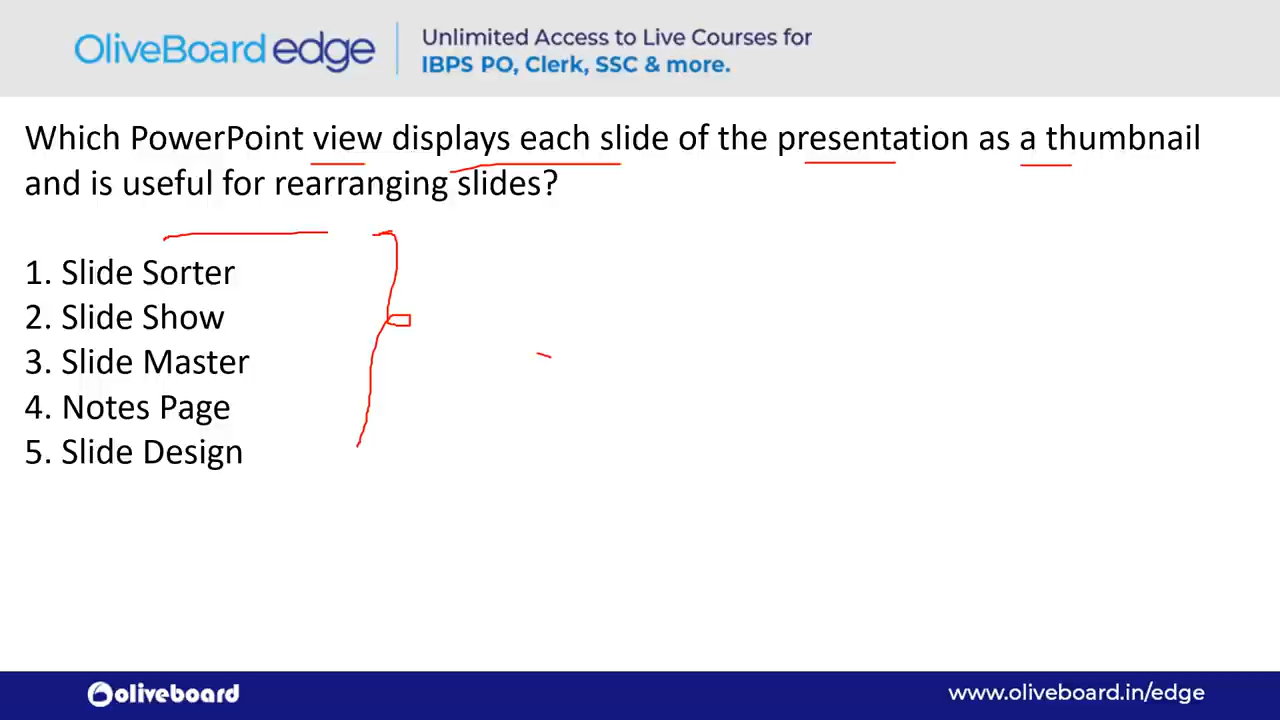 OliveBoard edge
Unlimited Access to Live Courses for
IBPS PO, Clerk, SSC & more.
Which PowerPoint view displays each slide of the presentation as a thumbnail
and is useful for rearranging slides?
1. Slide Sorter
2. Slide Show
3. Slide Master
4. Notes Page
5. Slide Design
oliveboard
www.oliveboard.in/edge